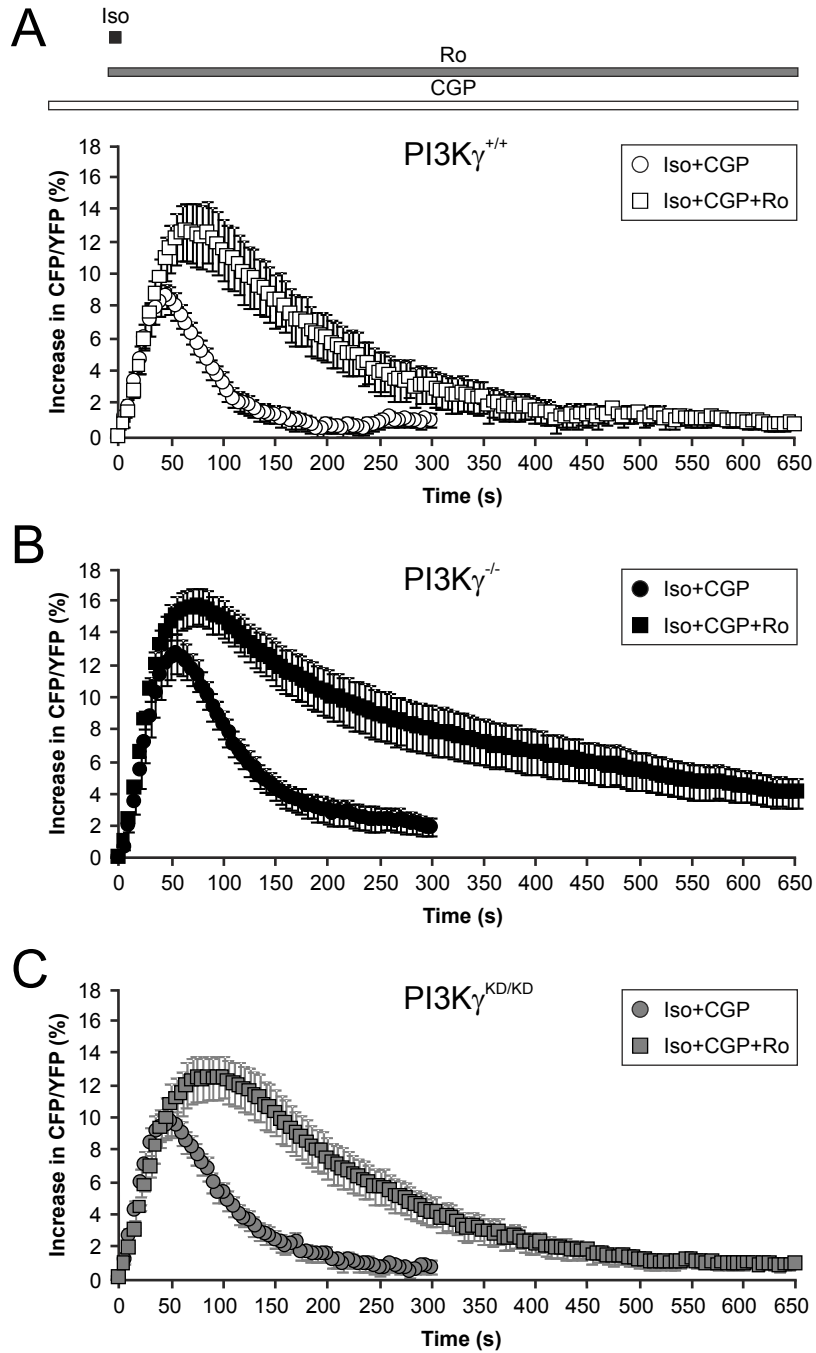 A
Iso
Ro
CGP
PI3Kγ+/+
Iso+CGP
Iso+CGP+Ro
Increase in CFP/YFP (%)
18
16
14
12
10
8
6
4
2
0
0 50 100 150 200 250 300 350 400 450 500 550 600 650
Time (s)
B
PI3Kγ-/-
Iso+CGP
Iso+CGP+Ro
Increase in CFP/YFP (%)
18
16
14
12
10
8
6
4
2
0
0 50 100 150 200 250 300 350 400 450 500 550 600 650
Time (s)
C
PI3KγKD/KD
Iso+CGP
Iso+CGP+Ro
Increase in CFP/YFP (%)
18
16
14
12
10
8
6
4
2
0
0 50 100 150 200 250 300 350 400 450 500 550 600 650
Time (s)